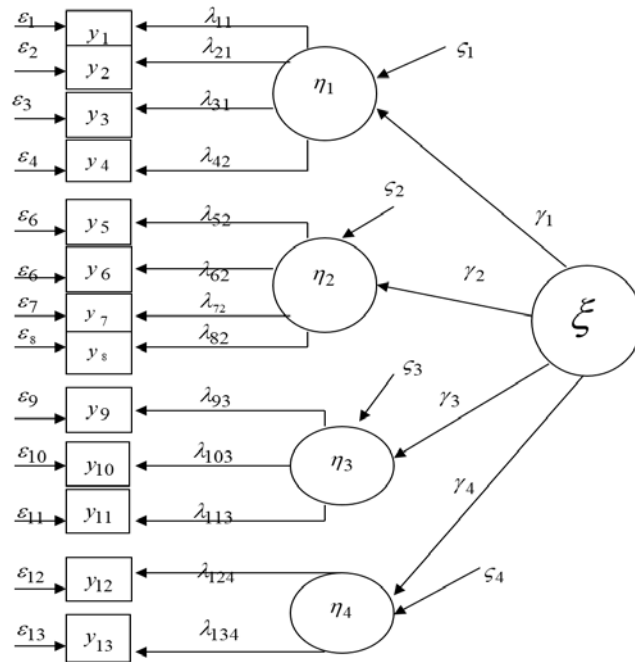 ε₁ y₁ λ₁₁
ε₂ y₂ λ₂₁ η₁ ς₁
ε₃ y₃ λ₃₁
ε₄ y₄ λ₄₂
ς₂
ε₆ y₅ λ₅₂ γ₁
ε₆ y₆ λ₆₂ η₂ γ₂
ε₇ y₇ λ₇₂ ξ
ε₈ y₈ λ₈₂
ς₃
ε₉ y₉ λ₉₃ γ₃
ε₁₀ y₁₀ λ₁₀₃ η₃
ε₁₁ y₁₁ λ₁₁₃ γ₄
ε₁₂ y₁₂ λ₁₂₄ ς₄
η₄
ε₁₃ y₁₃ λ₁₃₄